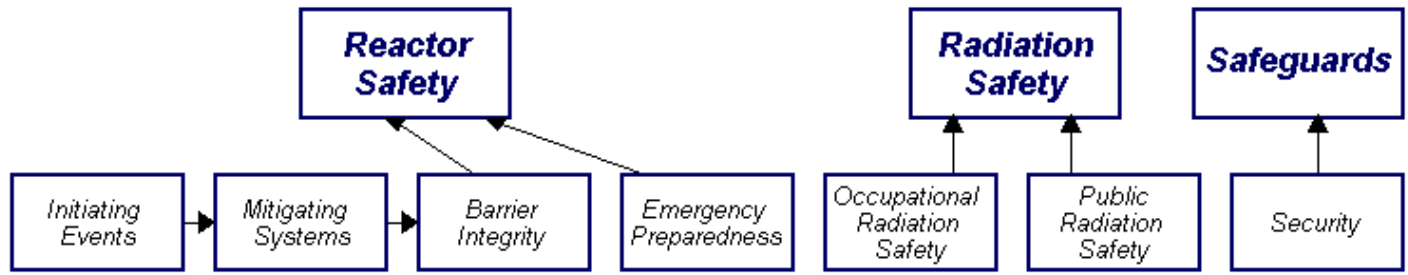 Reactor
Safety
Radiation
Safety
Safeguards
Initiating
Events
Mitigating
Systems
Barrier
Integrity
Emergency
Preparedness
Occupational
Radiation
Safety
Public
Radiation
Safety
Security